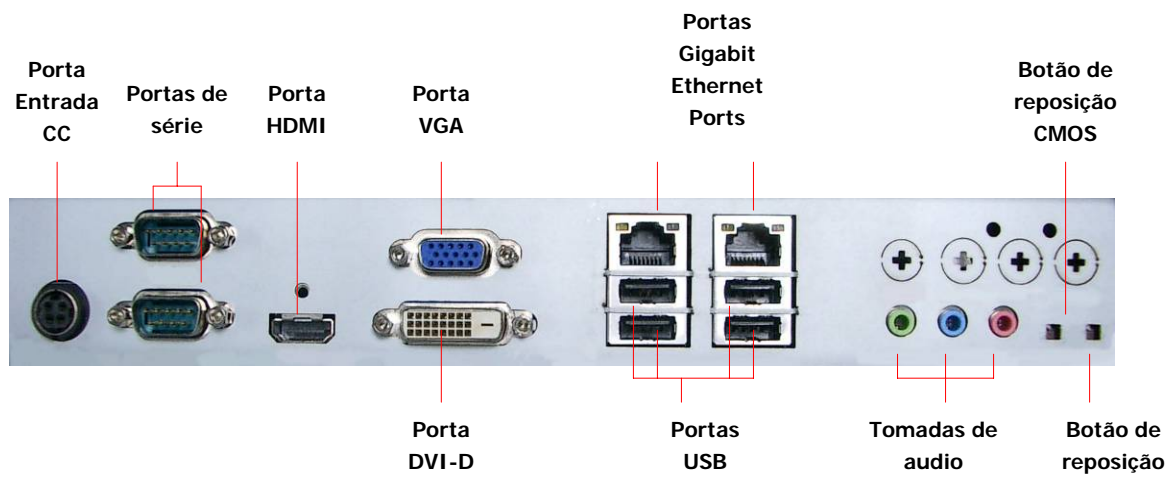 Porta
Entrada
CC
Portas de
série
Porta
HDMI
Porta
VGA
Portas
Gigabit
Ethernet
Ports
Botão de
reposição
CMOS
Porta
DVI-D
Portas
USB
Tomadas de
audio
Botão de
reposição